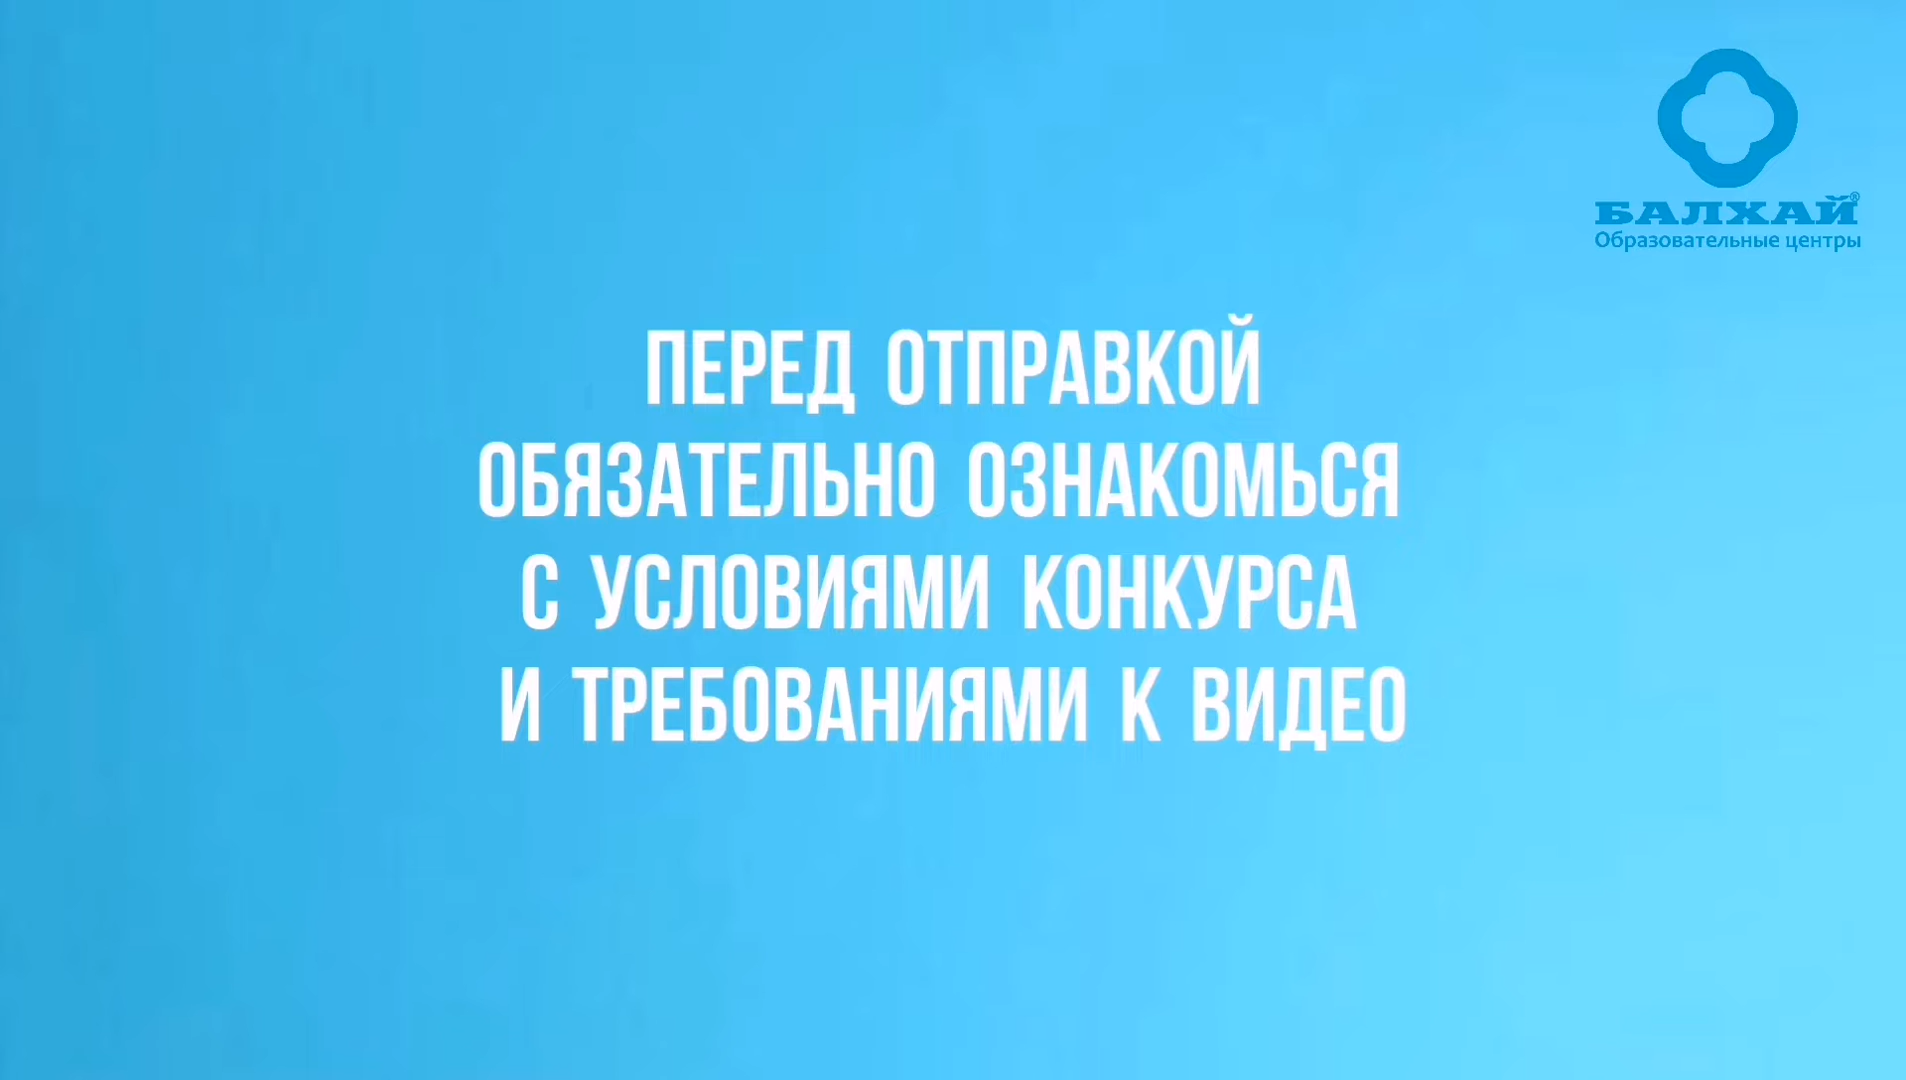 БАЛХАЙ®
Образовательные центры
ПЕРЕД ОТПРАВКОЙ
ОБЯЗАТЕЛЬНО ОЗНАКОМЬСЯ
С УСЛОВИЯМИ КОНКУРСА
И ТРЕБОВАНИЯМИ К ВИДЕО